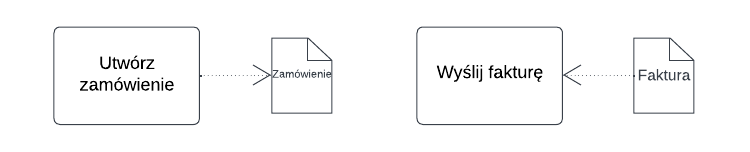 Utwórz
zamówienie
Zamówienie
Wyślij fakturę
Faktura